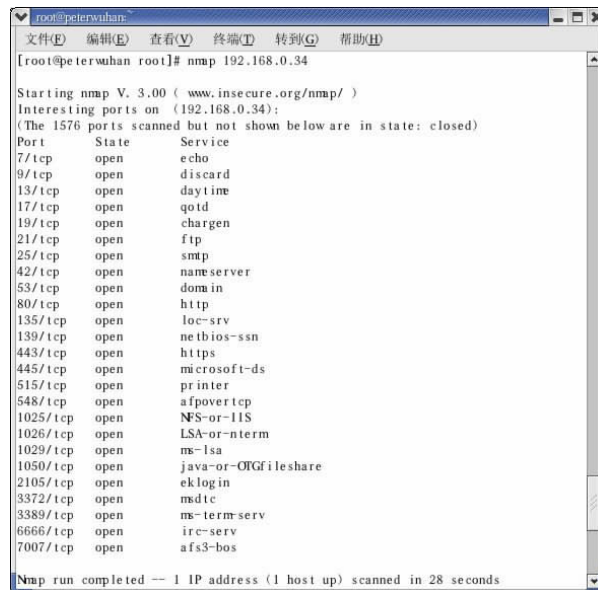 root@peterwuhan:~
文件(F) 编辑(E) 查看(V) 终端(T) 转到(G) 帮助(H)
[root@peterwuhan root]# nmap 192.168.0.34
Starting nmap V. 3.00 ( www.insecure.org/nmap/ )
Interesting ports on (192.168.0.34):
(The 1576 ports scanned but not shown below are in state: closed)
Port State Service
7/tcp open echo
9/tcp open discard
13/tcp open daytime
17/tcp open qotd
19/tcp open chargen
21/tcp open ftp
25/tcp open smtp
42/tcp open nameserver
53/tcp open domain
80/tcp open http
135/tcp open loc-srv
139/tcp open netbios-ssn
443/tcp open https
445/tcp open microsoft-ds
515/tcp open printer
548/tcp open afpovertcp
1025/tcp open NFS-or-IIS
1026/tcp open LSA-or-nterm
1029/tcp open ms-lsa
1050/tcp open java-or-OTGfileshare
2105/tcp open eklogin
3372/tcp open msdtc
3389/tcp open ms-term-serv
6666/tcp open irc-serv
7007/tcp open afs3-bos
Nmap run completed -- 1 IP address (1 host up) scanned in 28 seconds